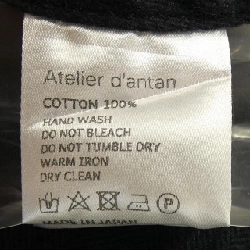 Atelier d'antan
COTTON 100%
HAND WASH
DO NOT BLEACH
DO NOT TUMBLE DRY
WARM IRON
DRY CLEAN
MADE IN JAPAN